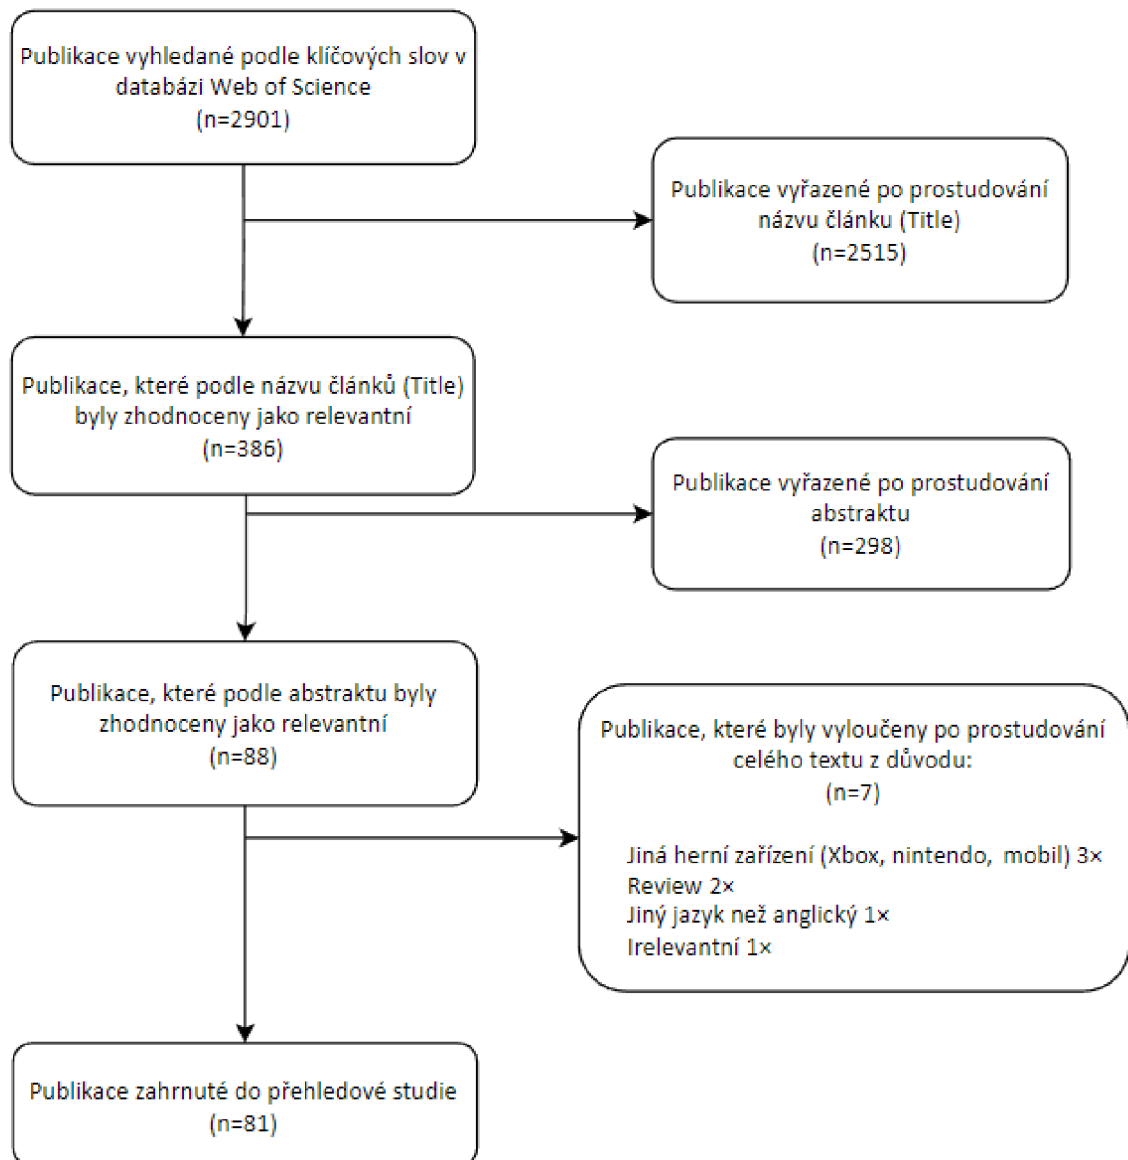 Publikace vyhledané podle klíčových slov v
databázi Web of Science
(n=2901)
Publikace vyřazené po prostudování
názvu článku (Title)
(n=2515)
Publikace, které podle názvu článků (Title)
byly zhodnoceny jako relevantní
(n=386)
Publikace vyřazené po prostudování
abstraktu
(n=298)
Publikace, které podle abstraktu byly
zhodnoceny jako relevantní
(n=88)
Publikace, které byly vyloučeny po prostudování
celého textu z důvodu:
(n=7)
Jiná herní zařízení (Xbox, nintendo, mobil) 3×
Review 2×
Jiný jazyk než anglický 1×
Irelevantní 1×
Publikace zahrnuté do přehledové studie
(n=81)